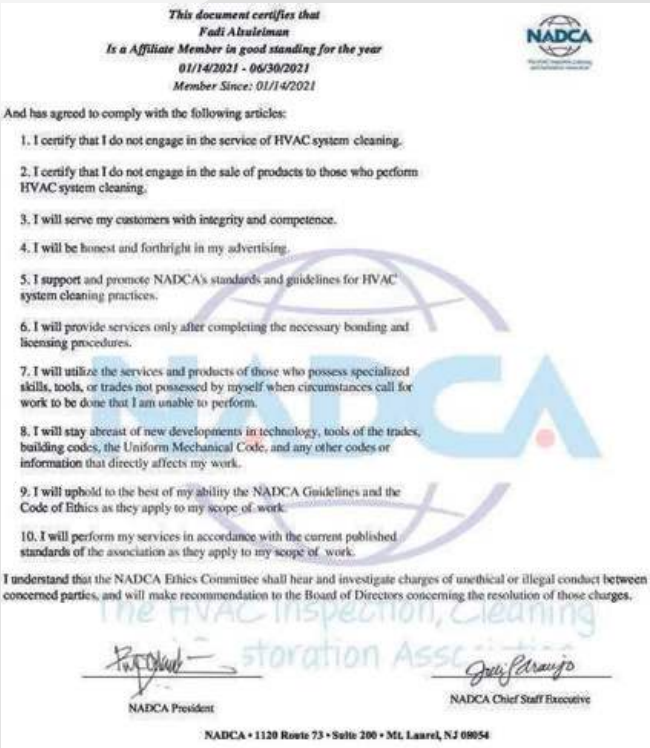 This document certifies that
Fadi Alsuleiman
Is a Affiliate Member in good standing for the year
01/14/2021 - 06/30/2021
Member Since: 01/14/2021
NADCA
And has agreed to comply with the following articles:
1. I certify that I do not engage in the service of HVAC system cleaning.
2. I certify that I do not engage in the sale of products to those who perform
HVAC system cleaning.
3. I will serve my customers with integrity and competence.
4. I will be honest and forthright in my advertising.
5. I support and promote NADCA's standards and guidelines for HVAC
system cleaning practices.
6. I will provide services only after completing the necessary bonding and
licensing procedures.
7. I will utilize the services and products of those who possess specialized
skills, tools, or trades not possessed by myself when circumstances call for
work to be done that I am unable to perform.
8. I will stay abreast of new developments in technology, tools of the trades,
building codes, the Uniform Mechanical Code, and any other codes or
information that directly affects my work.
9. I will uphold to the best of my ability the NADCA Guidelines and the
Code of Ethics as they apply to my scope of work.
10. I will perform my services in accordance with the current published
standards of the association as they apply to my scope of work.
NADCA
I understand that the NADCA Ethics Committee shall hear and investigate charges of unethical or illegal conduct between
concerned parties, and will make recommendation to the Board of Directors concerning the resolution of those charges.
The HVAC Inspection, Cleaning
storation Assc
NADCA President
NADCA Chief Staff Executive
NADCA • 1120 Route 73 • Suite 200 • Mt. Laurel, NJ 08054